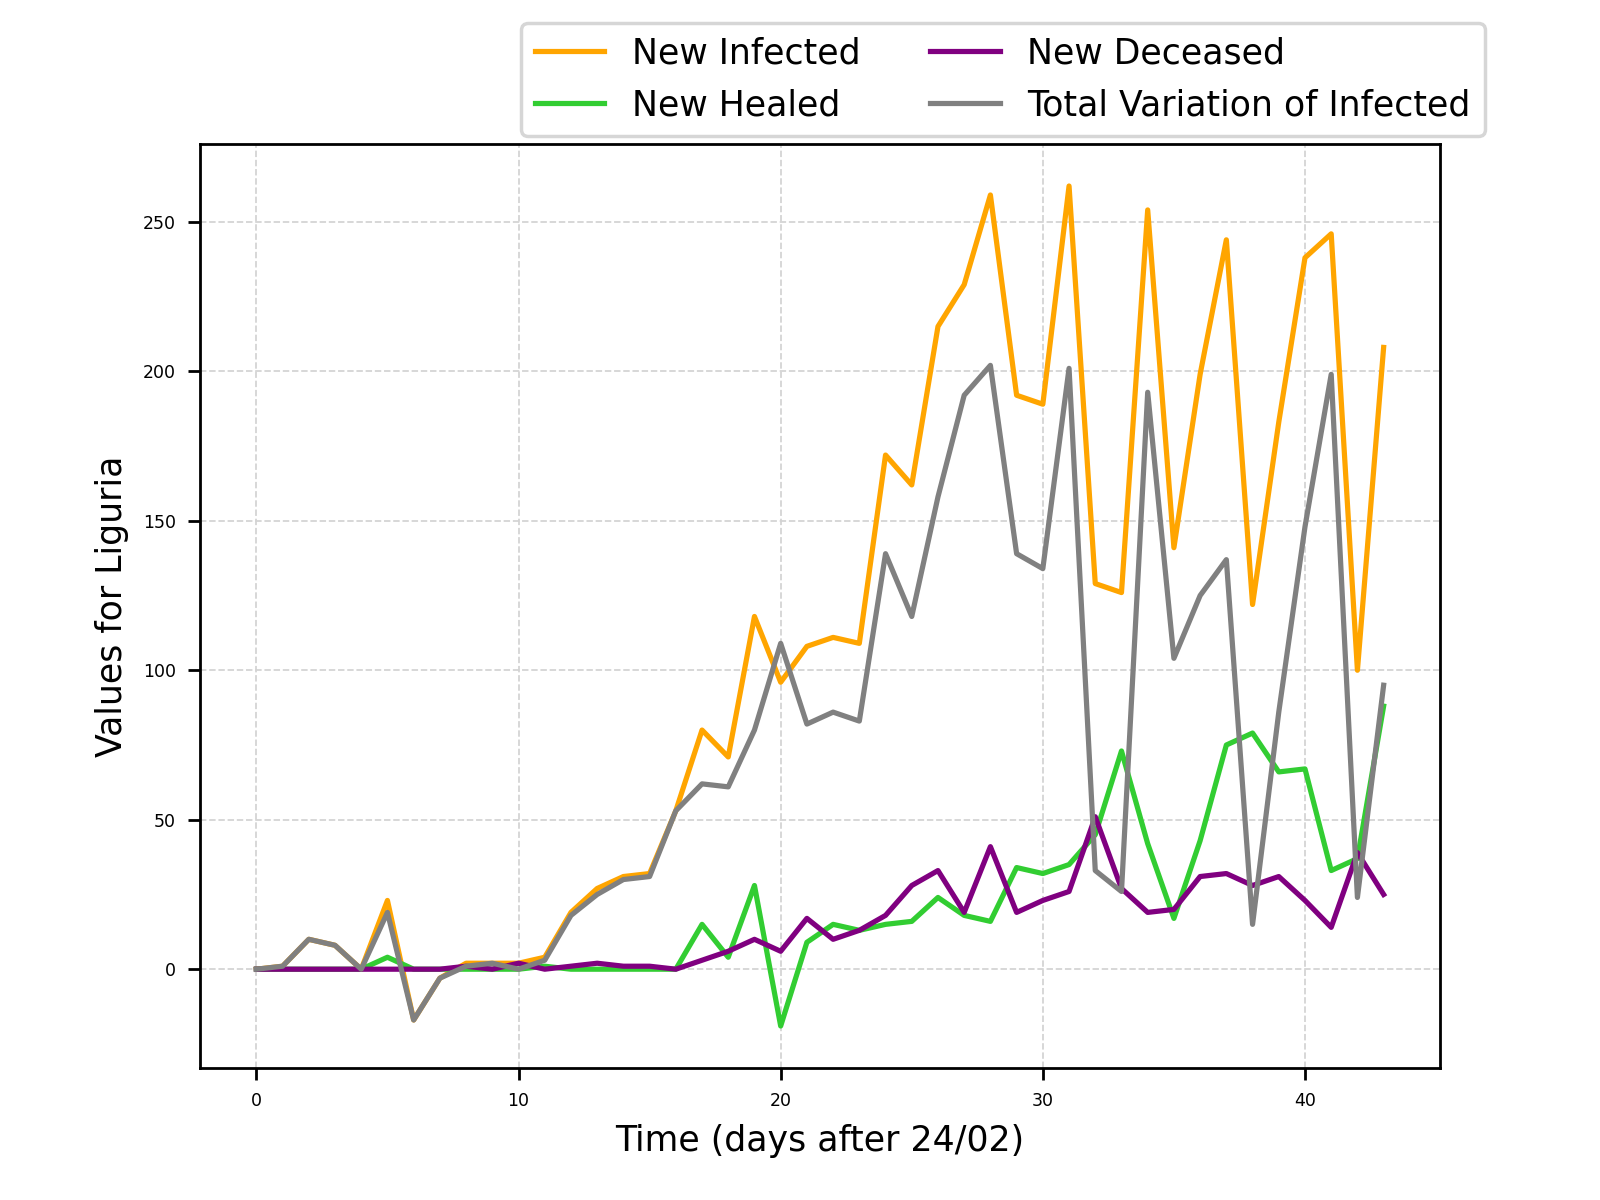 New Infected
New Healed
New Deceased
Total Variation of Infected
Values for Liguria
250
200
150
100
50
0
0 10 20 30 40
Time (days after 24/02)